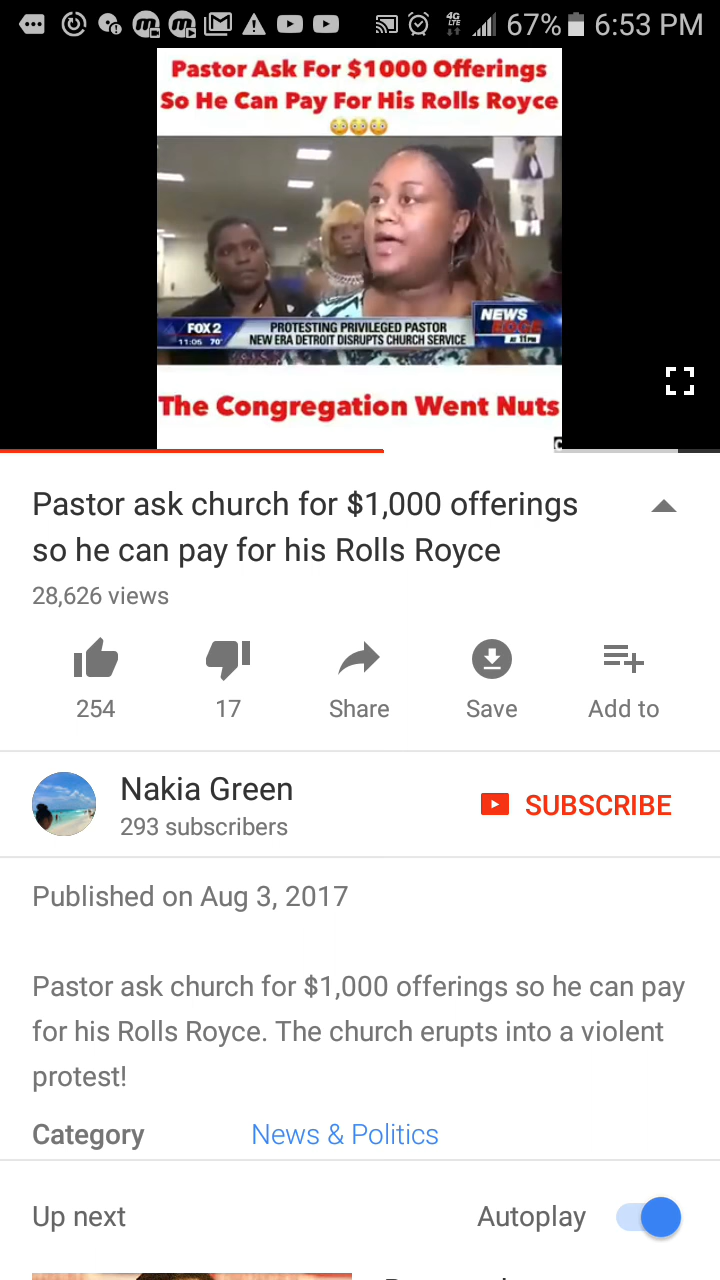 4G
LTE
67%
6:53 PM
Pastor Ask For $1000 Offerings
So He Can Pay For His Rolls Royce
FOX 2
11:05 70°
PROTESTING PRIVILEGED PASTOR
NEW ERA DETROIT DISRUPTS CHURCH SERVICE
NEWS
EDGE
AT 11PM
The Congregation Went Nuts
Pastor ask church for $1,000 offerings
so he can pay for his Rolls Royce
28,626 views
254
17
Share
Save
Add to
Nakia Green
293 subscribers
SUBSCRIBE
Published on Aug 3, 2017
Pastor ask church for $1,000 offerings so he can pay
for his Rolls Royce. The church erupts into a violent
protest!
Category
News & Politics
Up next
Autoplay